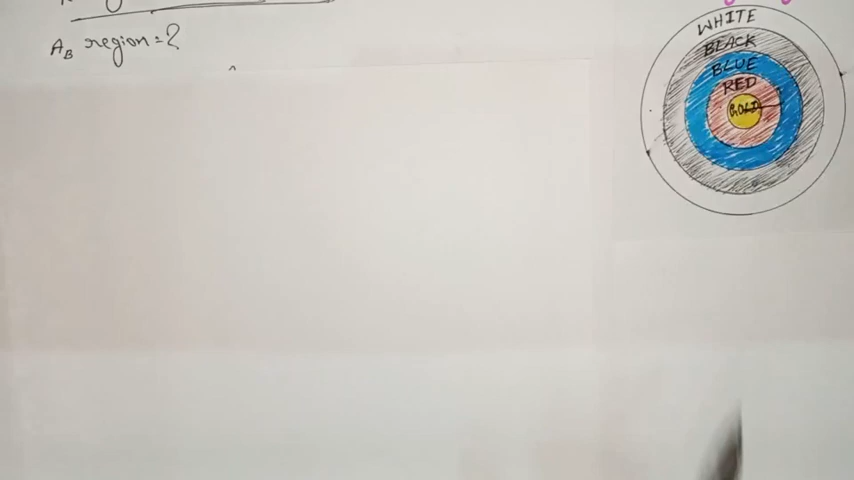 A_B region = ?
WHITE
BLACK
BLUE
RED
GOLD